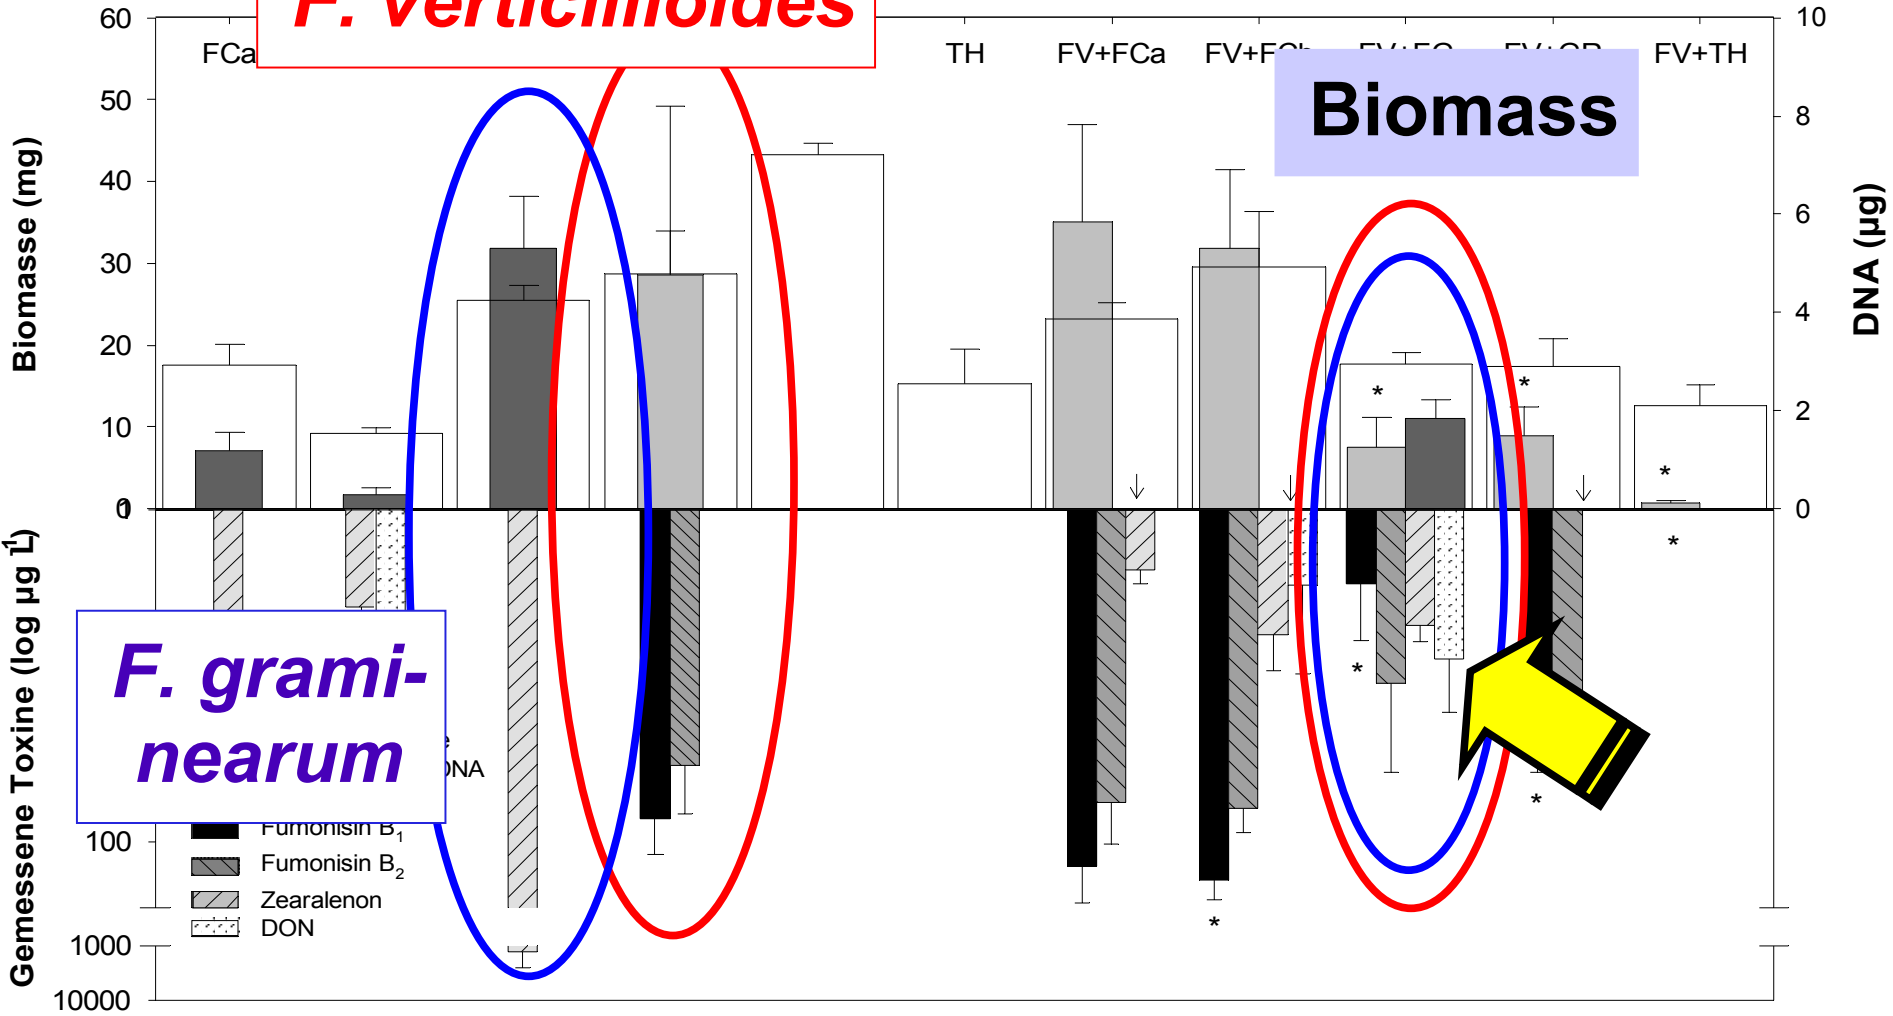 F. verticillioides
60
10
FCa
TH
FV+FCa
FV+TH
Biomass
50
8
40
6
30
4
20
10
2
0
0
Biomasse (mg)
DNA (µg)
Gemessene Toxine (log µg L-1)
F. grami-
nearum
DNA
Fumonisin B1
100
Fumonisin B2
Zearalenon
DON
1000
10000
*
*
*
*
*
*
*